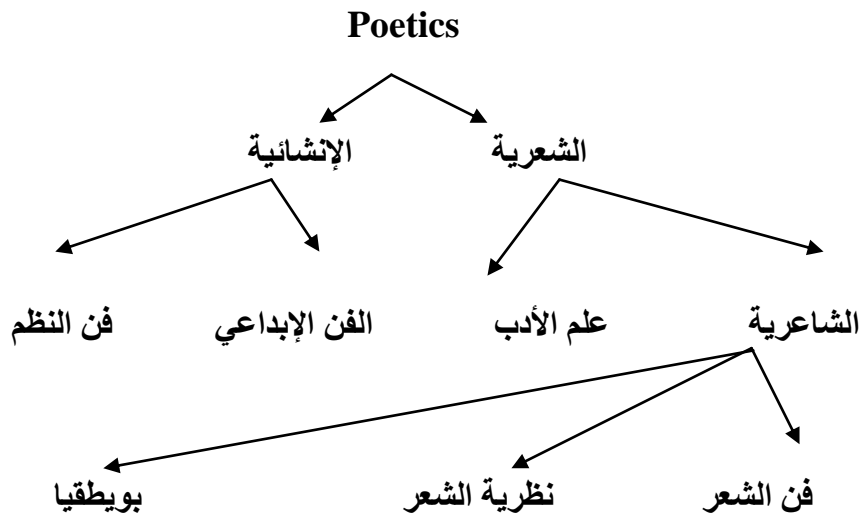 Poetics
الشعرية الإنشائية
الشاعرية علم الأدب الفن الإبداعي فن النظم
فن الشعر نظرية الشعر بويطقيا